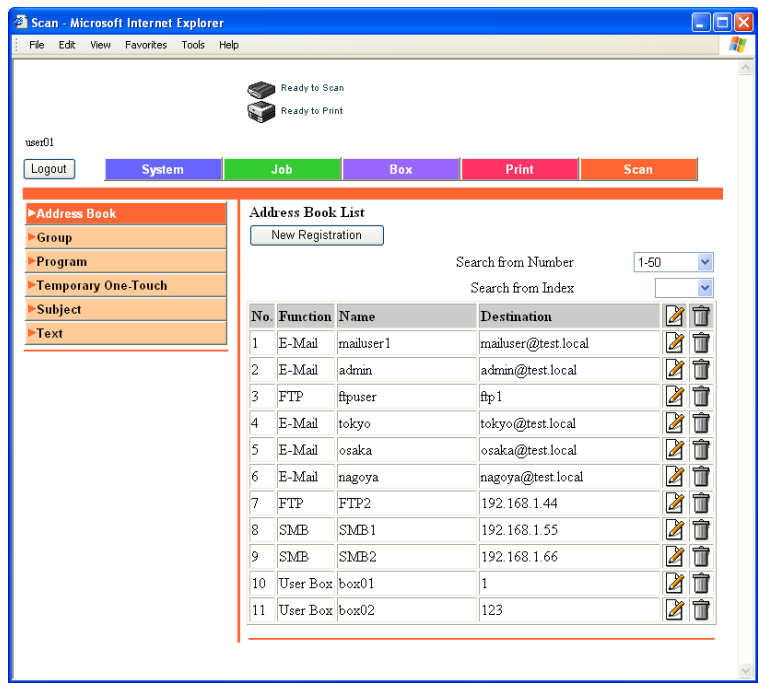 Scan - Microsoft Internet Explorer
File Edit View Favorites Tools Help
Ready to Scan
Ready to Print
user01
Logout System Job Box Print Scan
Address Book
Group
Program
Temporary One-Touch
Subject
Text
Address Book List
New Registration
Search from Number 1-50
Search from Index
No. Function Name Destination
1 E-Mail mailuser1 mailuser@test.local
2 E-Mail admin admin@test.local
3 FTP ftpuser ftp1
4 E-Mail tokyo tokyo@test.local
5 E-Mail osaka osaka@test.local
6 E-Mail nagoya nagoya@test.local
7 FTP FTP2 192.168.1.44
8 SMB SMB1 192.168.1.55
9 SMB SMB2 192.168.1.66
10 User Box box01 1
11 User Box box02 123